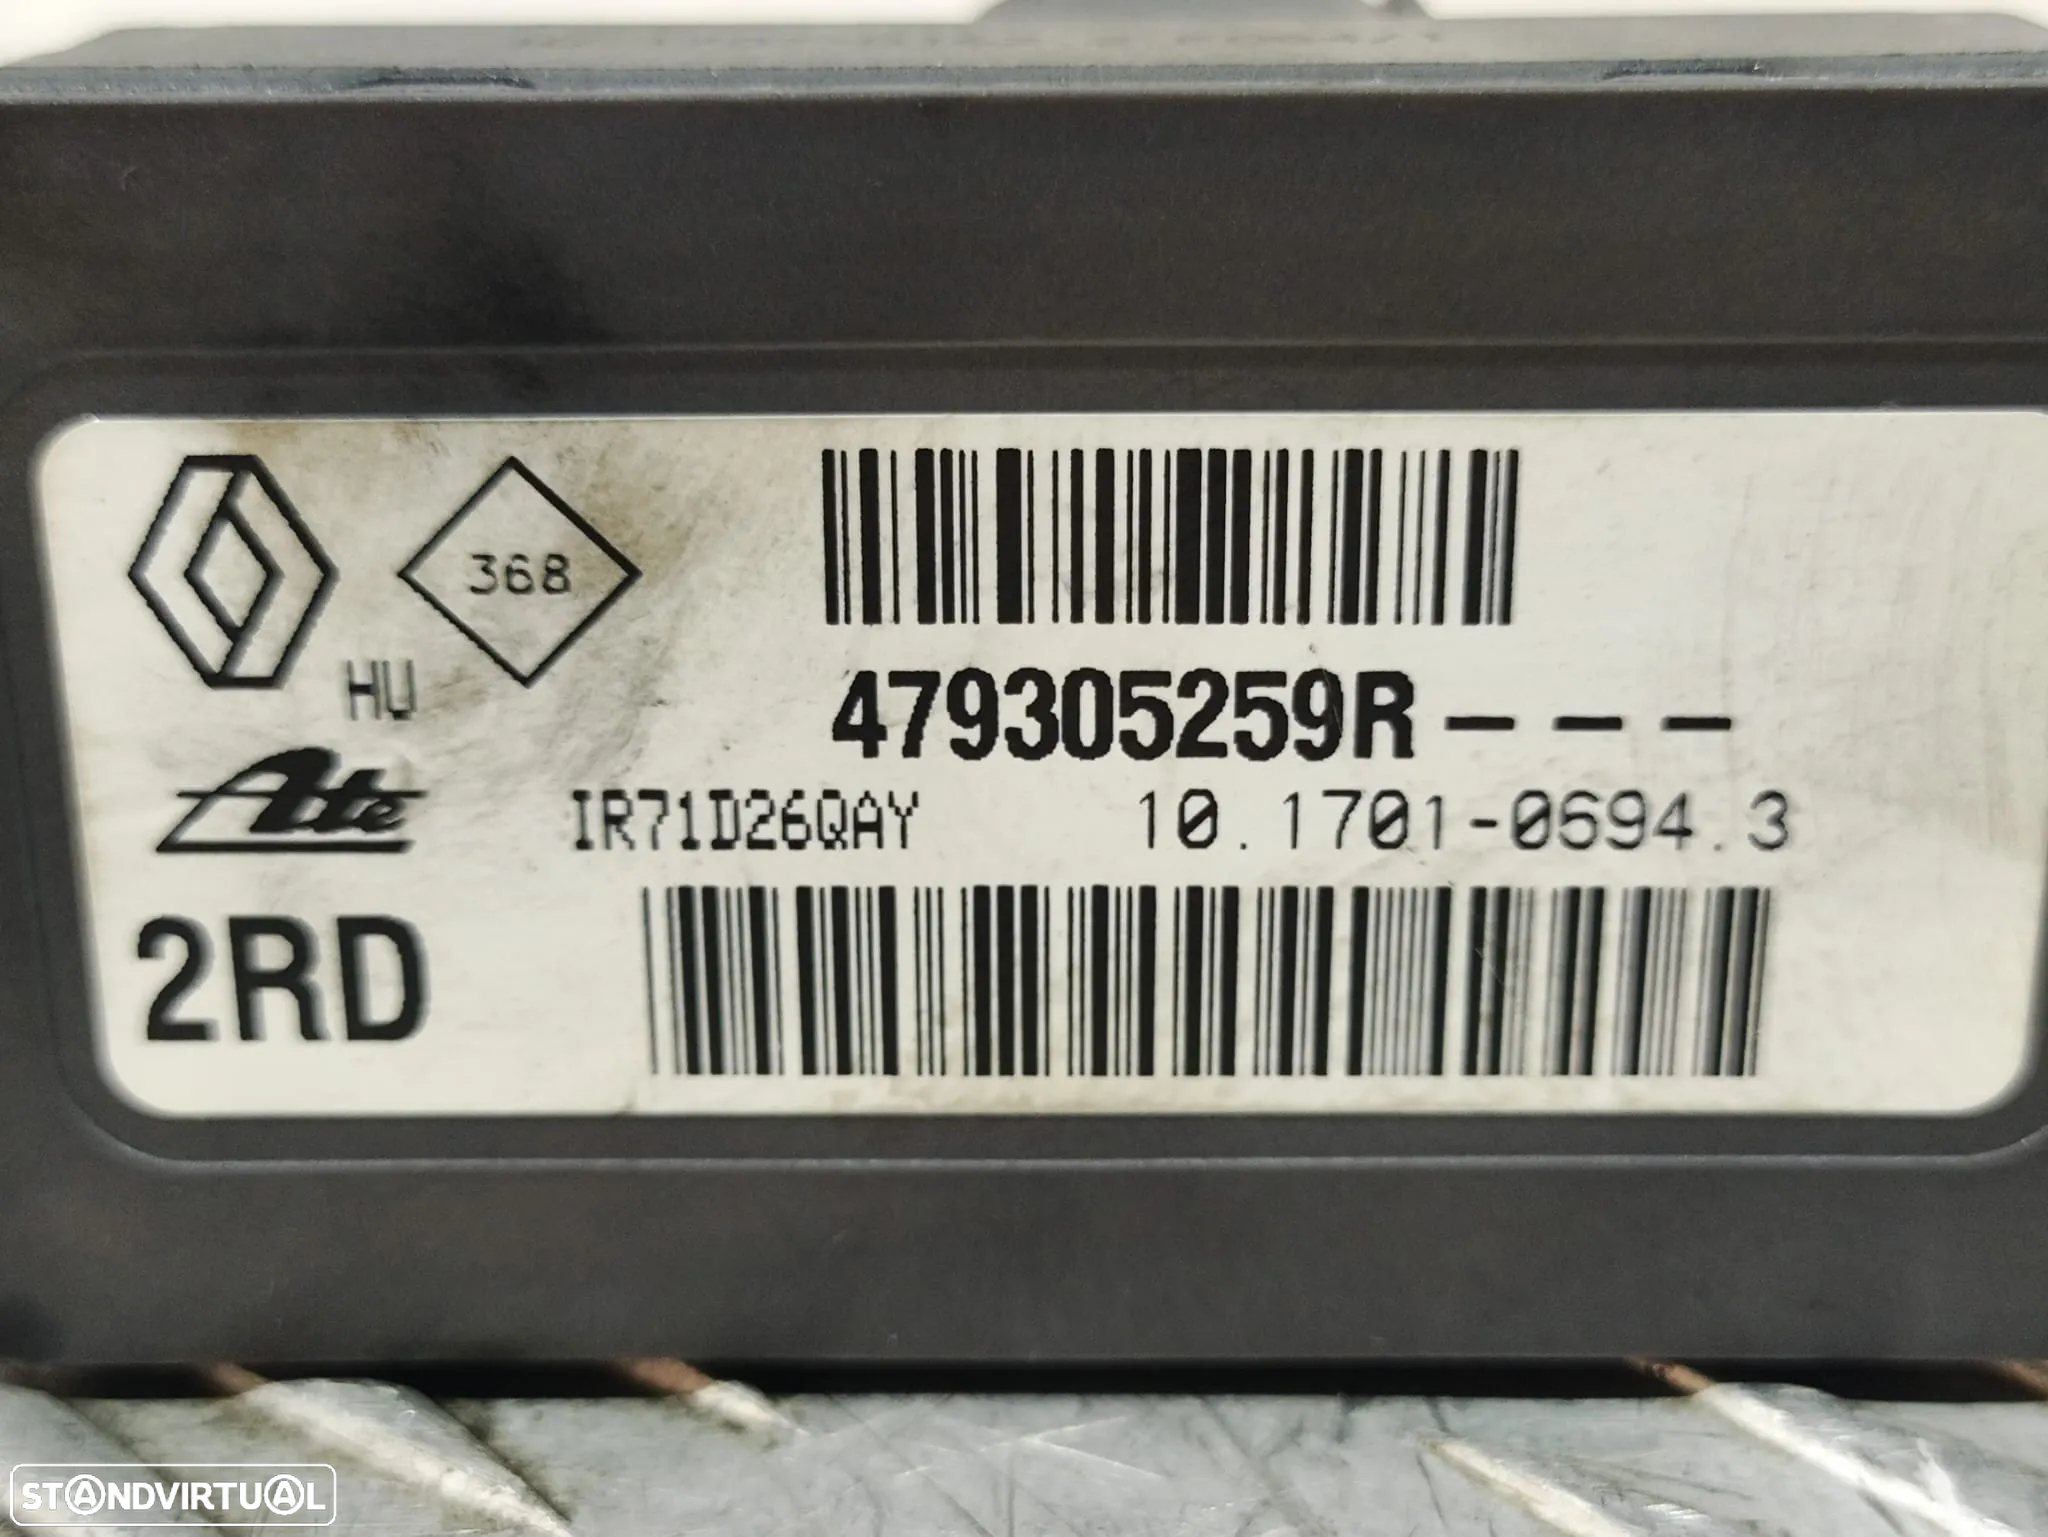 368
HU
479305259R---
Ate
IR71D26QAY 10.1701-0694.3
2RD
STANDVIRTUAL